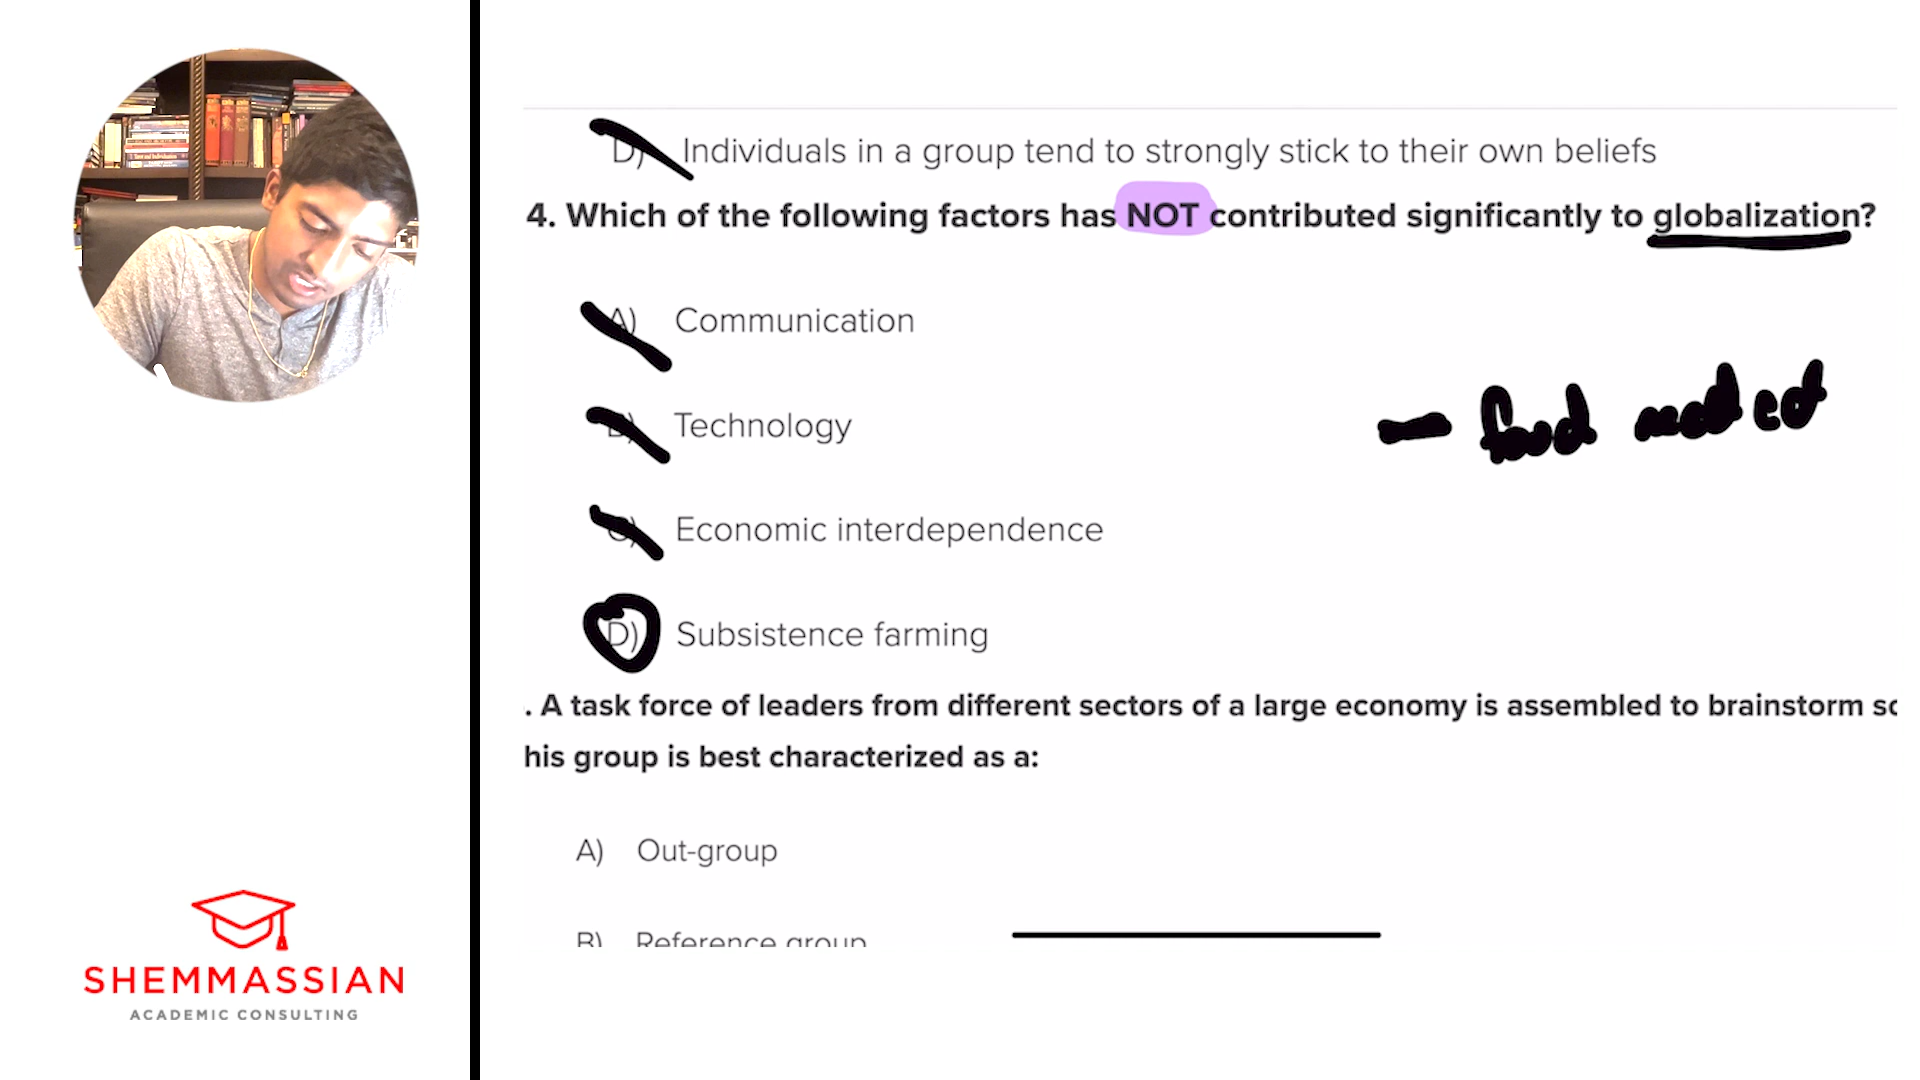 D) Individuals in a group tend to strongly stick to their own beliefs
4. Which of the following factors has NOT contributed significantly to globalization?
A) Communication
B) Technology
- food
C) Economic interdependence
D) Subsistence farming
. A task force of leaders from different sectors of a large economy is assembled to brainstorm sc
his group is best characterized as a:
A) Out-group
B) Reference group
SHEMMASSIAN
ACADEMIC CONSULTING